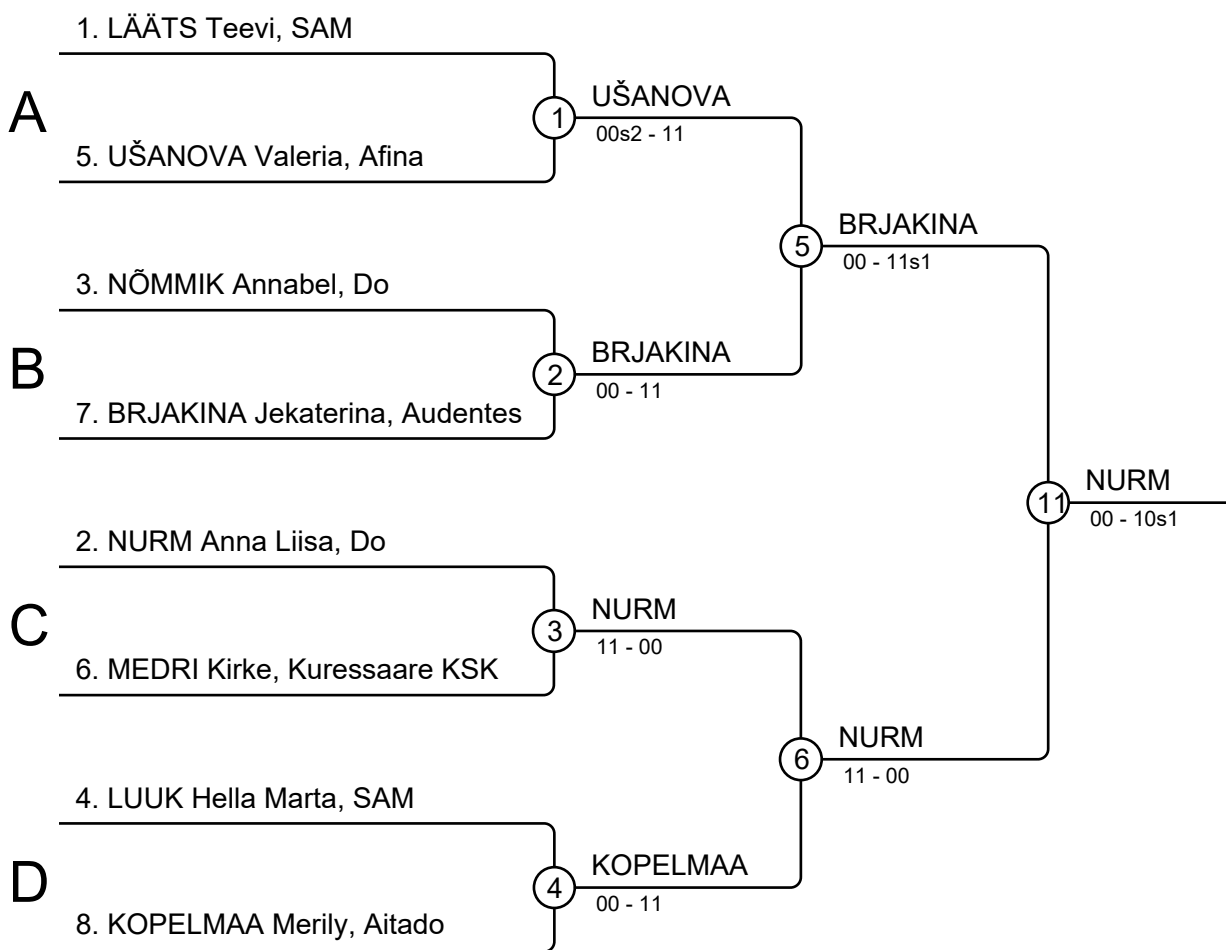 1. LÄÄTS Teevi, SAM
A
1
UŠANOVA
00s2 - 11
5. UŠANOVA Valeria, Afina
5
BRJAKINA
00 - 11s1
3. NÕMMIK Annabel, Do
B
2
BRJAKINA
00 - 11
7. BRJAKINA Jekaterina, Audentes
11
NURM
00 - 10s1
2. NURM Anna Liisa, Do
C
3
NURM
11 - 00
6. MEDRI Kirke, Kuressaare KSK
6
NURM
11 - 00
4. LUUK Hella Marta, SAM
D
4
KOPELMAA
00 - 11
8. KOPELMAA Merily, Aitado